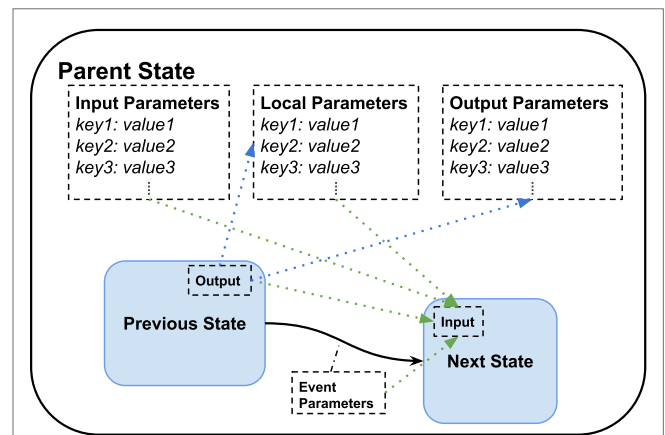 Parent State
Input Parameters
key1: value1
key2: value2
key3: value3
Local Parameters
key1: value1
key2: value2
key3: value3
Output Parameters
key1: value1
key2: value2
key3: value3
Output
Previous State
Input
Next State
Event
Parameters